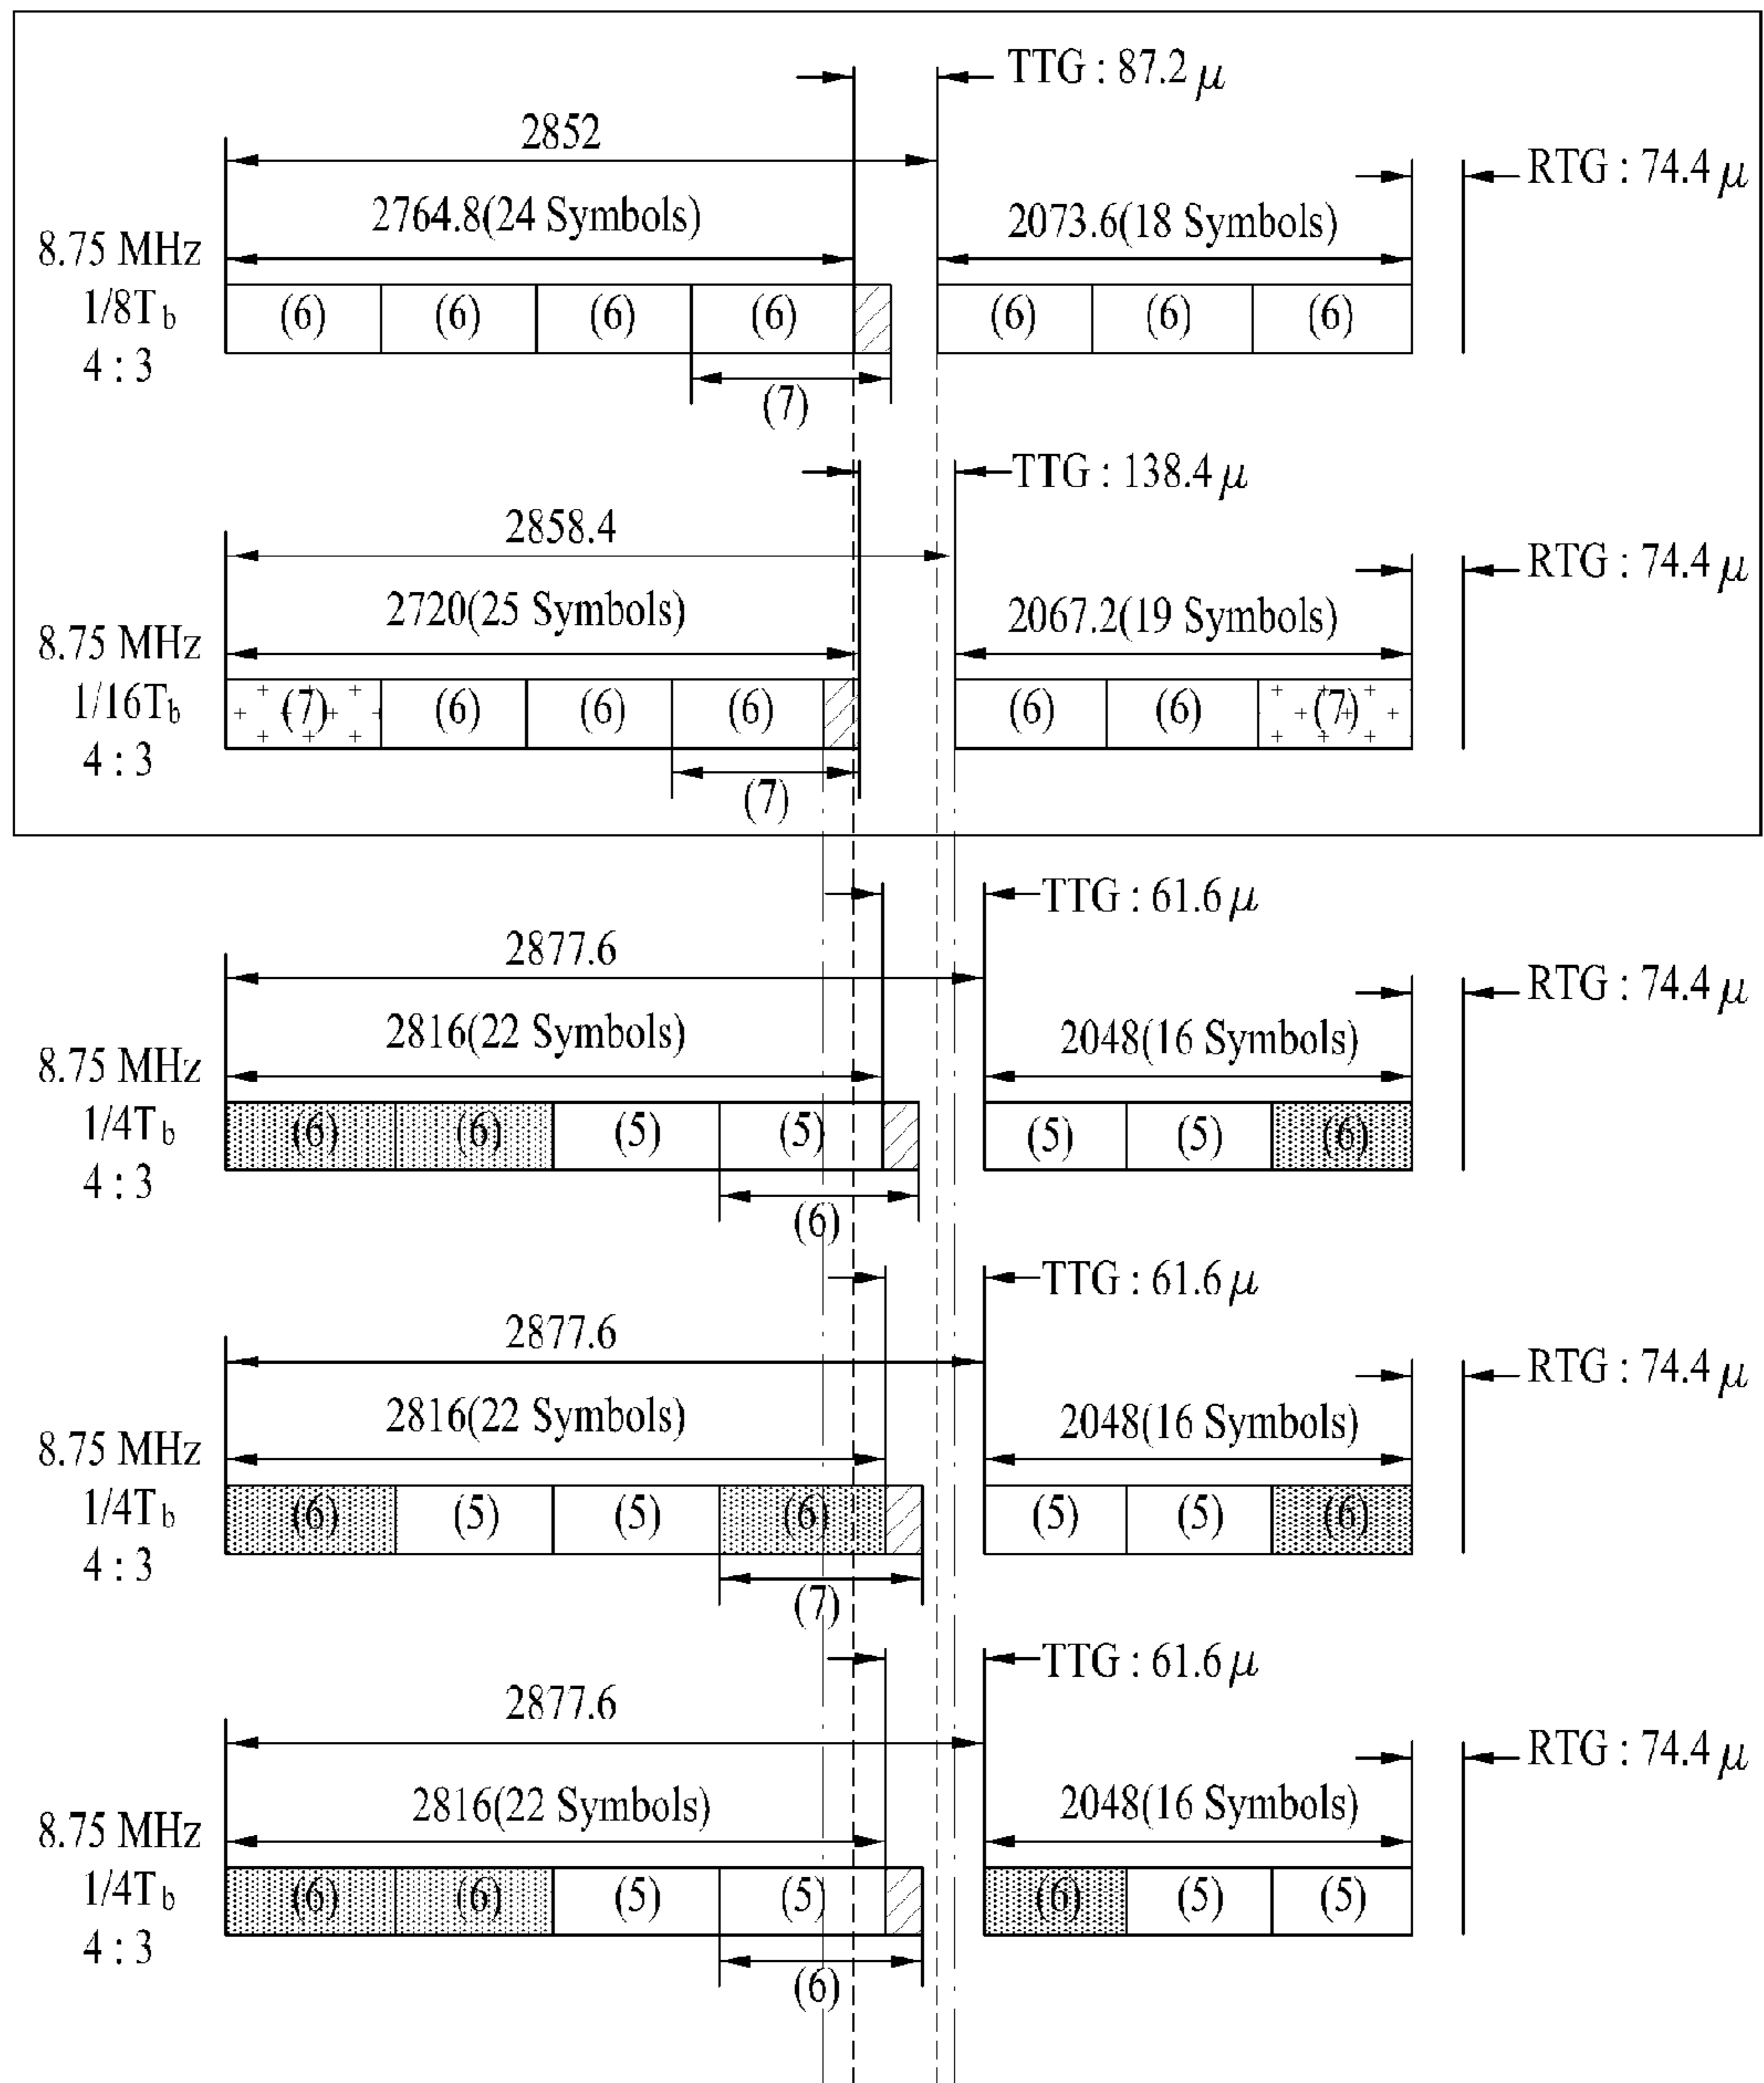 TTG : 87.2 μ
2852
RTG : 74.4 μ
2764.8(24 Symbols)
2073.6(18 Symbols)
8.75 MHz
1/8Tb
4 : 3
(6) (6) (6) (6) (6) (6) (6)
(7)
TTG : 138.4 μ
2858.4
RTG : 74.4 μ
2720(25 Symbols)
2067.2(19 Symbols)
8.75 MHz
1/16Tb
4 : 3
(7) (6) (6) (6) (6) (6) (7)
(7)
TTG : 61.6 μ
2877.6
RTG : 74.4 μ
2816(22 Symbols)
2048(16 Symbols)
8.75 MHz
1/4Tb
4 : 3
(6) (6) (5) (5) (5) (5) (6)
(6)
TTG : 61.6 μ
2877.6
RTG : 74.4 μ
2816(22 Symbols)
2048(16 Symbols)
8.75 MHz
1/4Tb
4 : 3
(6) (5) (5) (6) (5) (5) (6)
(7)
TTG : 61.6 μ
2877.6
RTG : 74.4 μ
2816(22 Symbols)
2048(16 Symbols)
8.75 MHz
1/4Tb
4 : 3
(6) (6) (5) (5) (6) (5) (5)
(6)